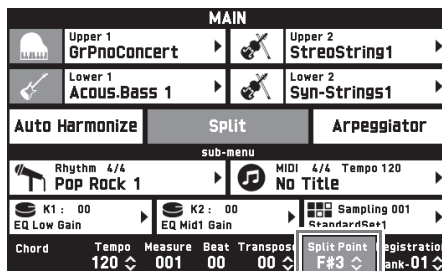 MAIN
Upper 1
GrPnoConcert
Upper 2
StreoString1
Lower 1
Acous.Bass 1
Lower 2
Syn-Strings1
Auto Harmonize
Split
Arpeggiator
sub-menu
Rhythm 4/4
Pop Rock 1
MIDI 4/4 Tempo 120
No Title
K1 : 00
EQ Low Gain
K2 : 00
EQ Mid1 Gain
Sampling 001
StandardSet1
Chord
Tempo
120
Measure
001
Beat
00
Transpose
00
Split Point
F#3
egistratio
ank-01